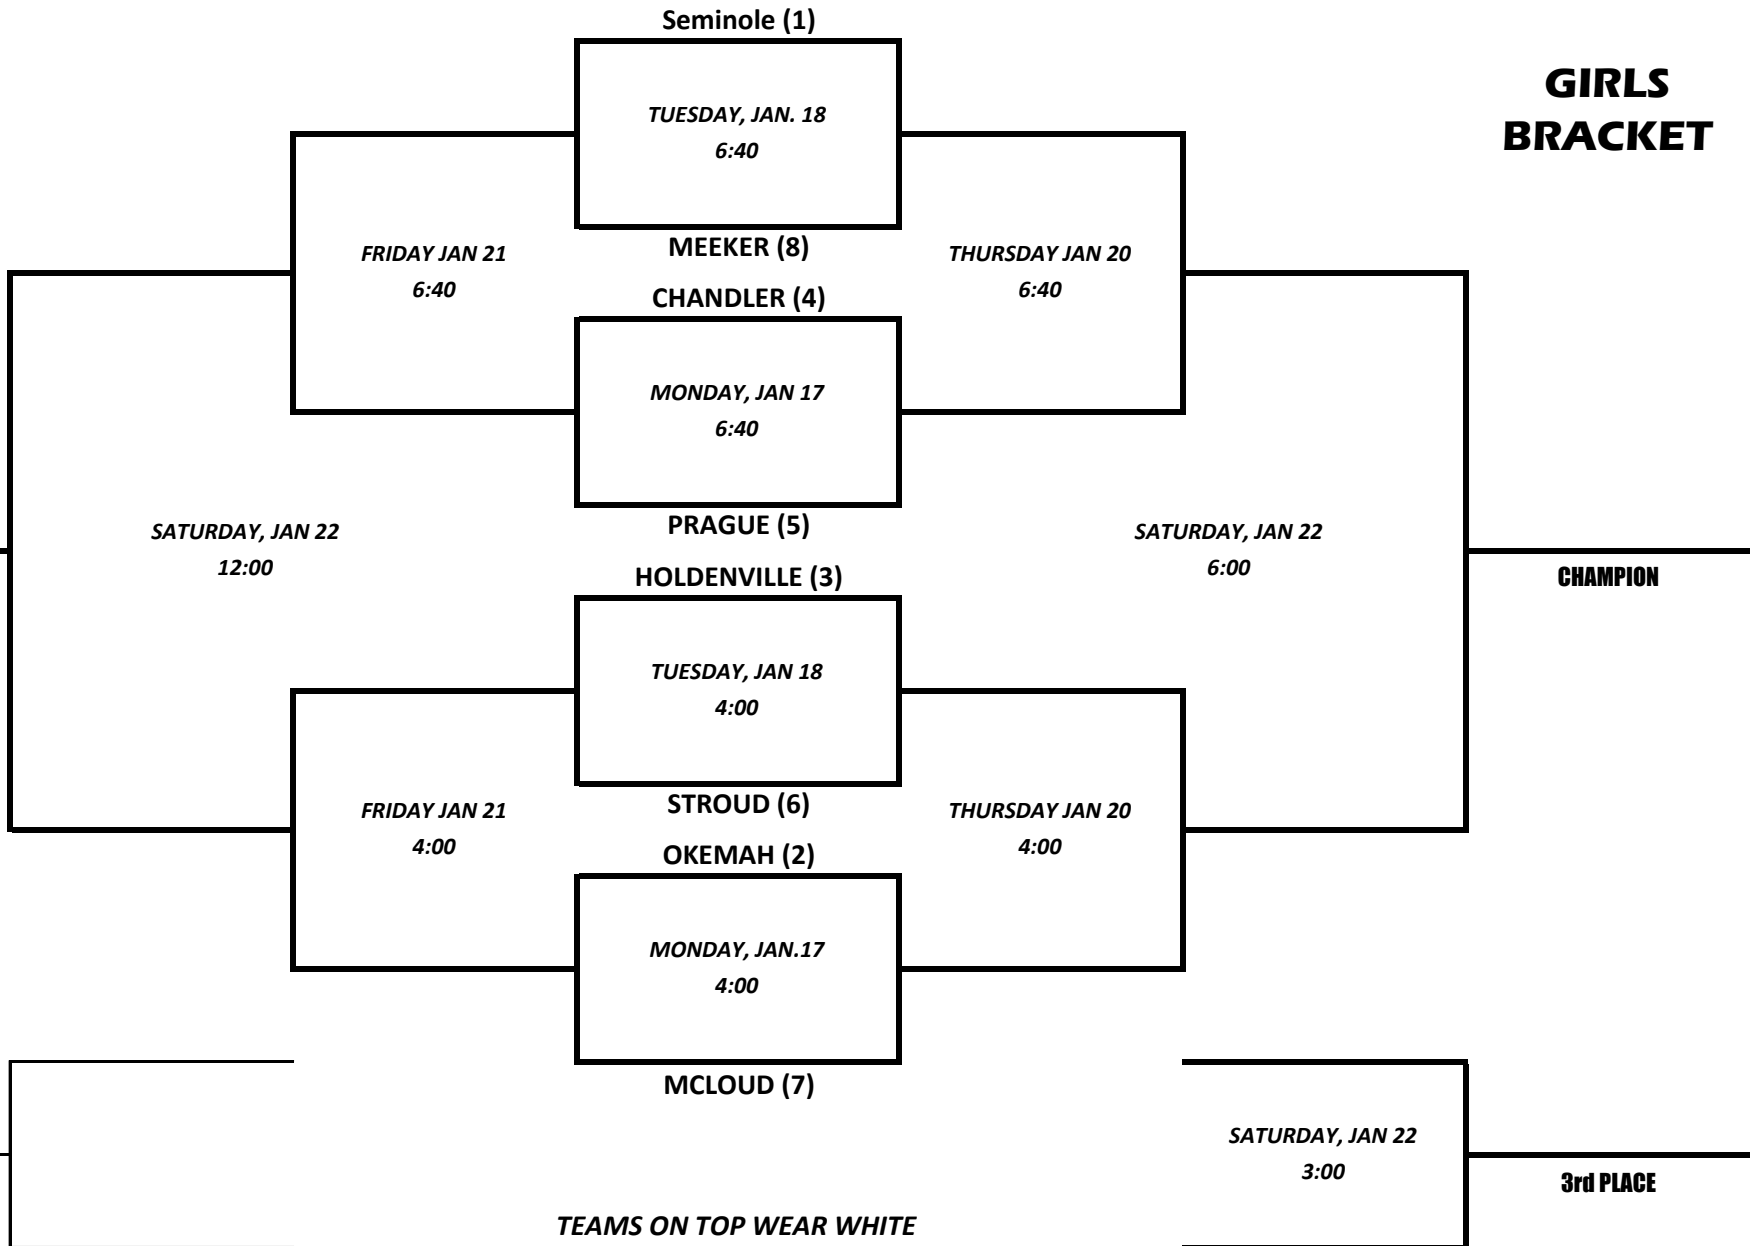 Seminole (1)
GIRLS
BRACKET
TUESDAY, JAN. 18
6:40
MEEKER (8)
FRIDAY JAN 21
6:40
THURSDAY JAN 20
6:40
CHANDLER (4)
MONDAY, JAN 17
6:40
PRAGUE (5)
SATURDAY, JAN 22
12:00
SATURDAY, JAN 22
6:00
CHAMPION
HOLDENVILLE (3)
TUESDAY, JAN 18
4:00
STROUD (6)
FRIDAY JAN 21
4:00
THURSDAY JAN 20
4:00
OKEMAH (2)
MONDAY, JAN.17
4:00
MCLOUD (7)
SATURDAY, JAN 22
3:00
3rd PLACE
TEAMS ON TOP WEAR WHITE